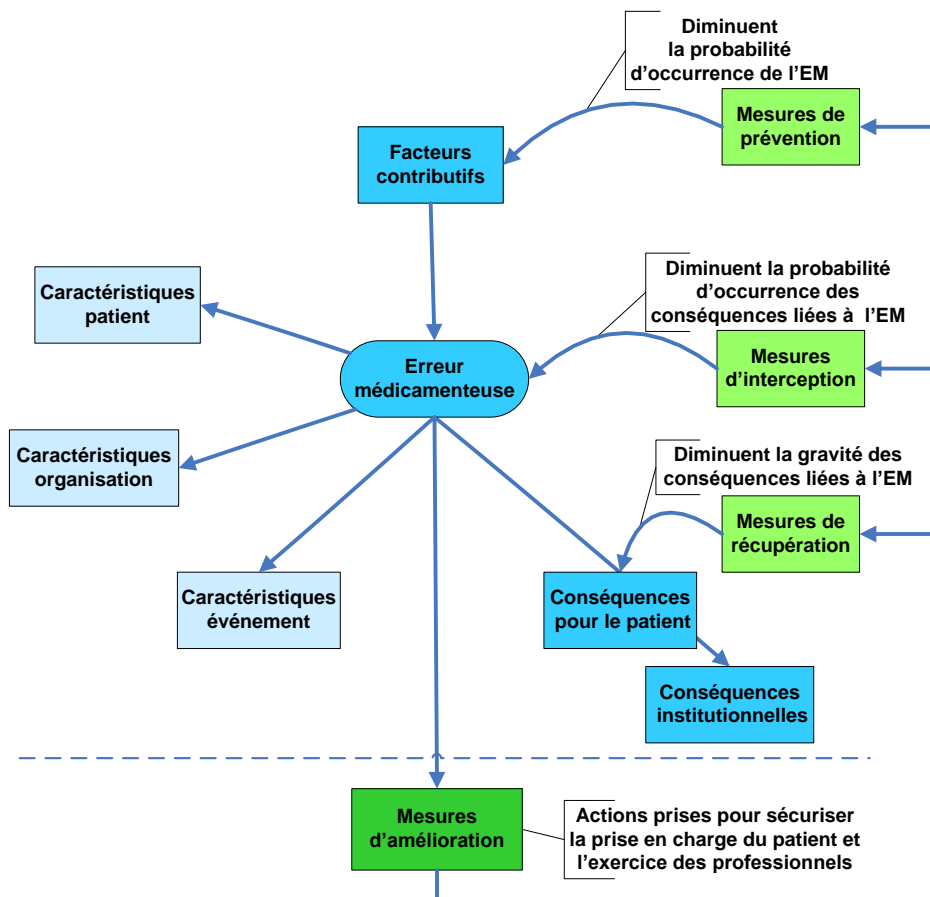 Diminuent
la probabilité
d'occurrence de l'EM
Mesures de
prévention
Facteurs
contributifs
Diminuent la probabilité
d'occurrence des
conséquences liées à l'EM
Caractéristiques
patient
Erreur
médicamenteuse
Mesures
d'interception
Caractéristiques
organisation
Diminuent la gravité des
conséquences liées à l'EM
Mesures de
récupération
Caractéristiques
événement
Conséquences
pour le patient
Conséquences
institutionnelles
Mesures
d'amélioration
Actions prises pour sécuriser
la prise en charge du patient et
l'exercice des professionnels